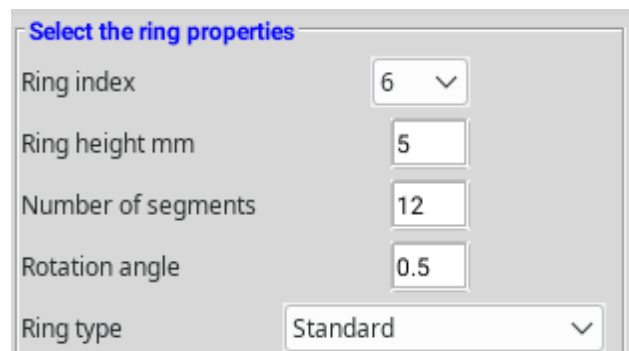 Select the ring properties
Ring index 6
Ring height mm 5
Number of segments 12
Rotation angle 0.5
Ring type Standard